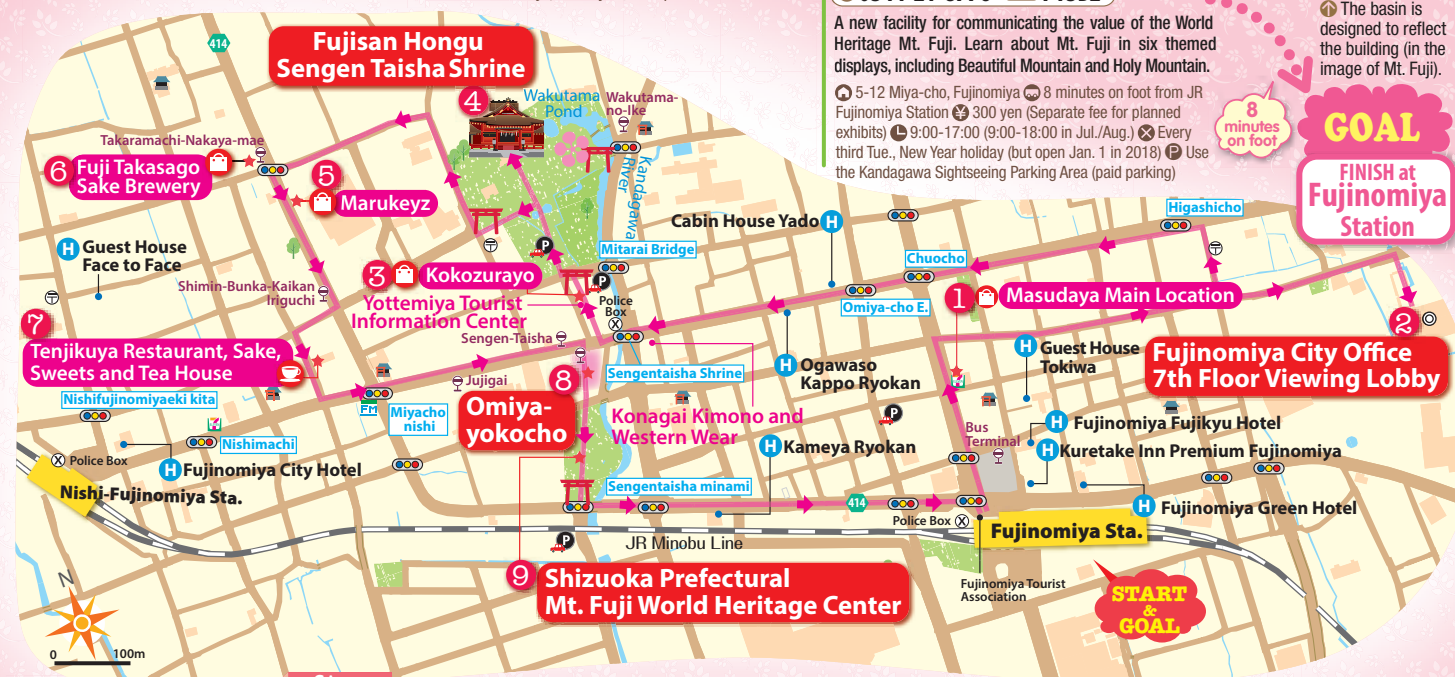 A new facility for communicating the value of the World
Heritage Mt. Fuji. Learn about Mt. Fuji in six themed
displays, including Beautiful Mountain and Holy Mountain.
5-12 Miya-cho, Fujinomiya 8 minutes on foot from JR
Fujinomiya Station ¥ 300 yen (Separate fee for planned
exhibits) 9:00-17:00 (9:00-18:00 in Jul./Aug.) Every
third Tue., New Year holiday (but open Jan. 1 in 2018) P Use
the Kandagawa Sightseeing Parking Area (paid parking)
The basin is
designed to reflect
the building (in the
image of Mt. Fuji).
8
minutes
on foot
GOAL
FINISH at
Fujinomiya
Station
414
Fujisan Hongu
Sengen Taisha Shrine
4
Wakutama
Pond
Wakutama-
no-Ike
Kandagawa
River
Takaramachi-Nakaya-mae
6
Fuji Takasago
Sake Brewery
5
Marukeyz
H Guest House
Face to Face
Shimin-Bunka-Kaikan
Iriguchi
P
3
Kokozurayo
Yottemiya Tourist
Information Center
Sengen-Taisha
P
Police
Box
Mitarai Bridge
Cabin House Yado H
Higashicho
Chuocho
Omiya-cho E.
1
Masudaya Main Location
2
Fujinomiya City Office
7th Floor Viewing Lobby
7
Tenjikuya Restaurant, Sake,
Sweets and Tea House
Nishifujinomiyaeki kita
Nishimachi
FM
Miyacho
nishi
Jujigai
8
Omiya-
yokocho
Sengentaisha Shrine
Konagai Kimono and
Western Wear
H Ogawaso
Kappo Ryokan
H Guest House
Tokiwa
P
Bus
Terminal
H Fujinomiya Fujikyu Hotel
H Kuretake Inn Premium Fujinomiya
H Fujinomiya Green Hotel
H Kameya Ryokan
Police Box
H Fujinomiya City Hotel
Nishi-Fujinomiya Sta.
Sengentaisha minami
414
Police Box
Fujinomiya Sta.
P
JR Minobu Line
9
Shizuoka Prefectural
Mt. Fuji World Heritage Center
Fujinomiya Tourist
Association
START
&
GOAL
N
0 100m